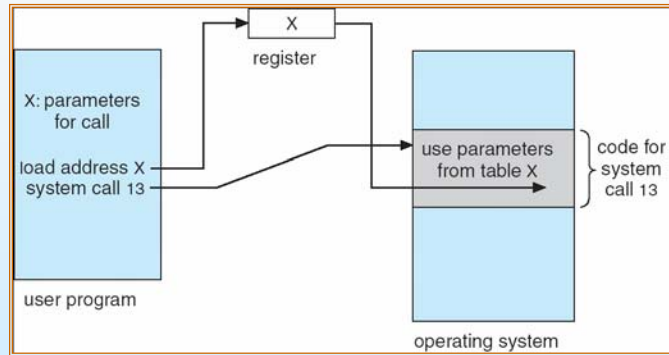 X
register
X: parameters
for call
load address X
system call 13
user program
use parameters
from table X
code for
system
call 13
operating system